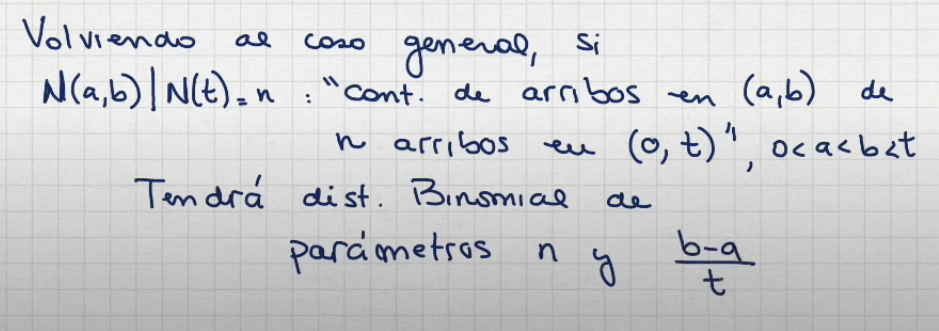 Volviendo al caso general, si
N(a,b)|N(t)=n : "cant. de arribos en (a,b) de
n arribos en (0,t)", 0<a<b<t
Tendrá dist. Binomial de
parámetros n y \frac{b-a}{t}